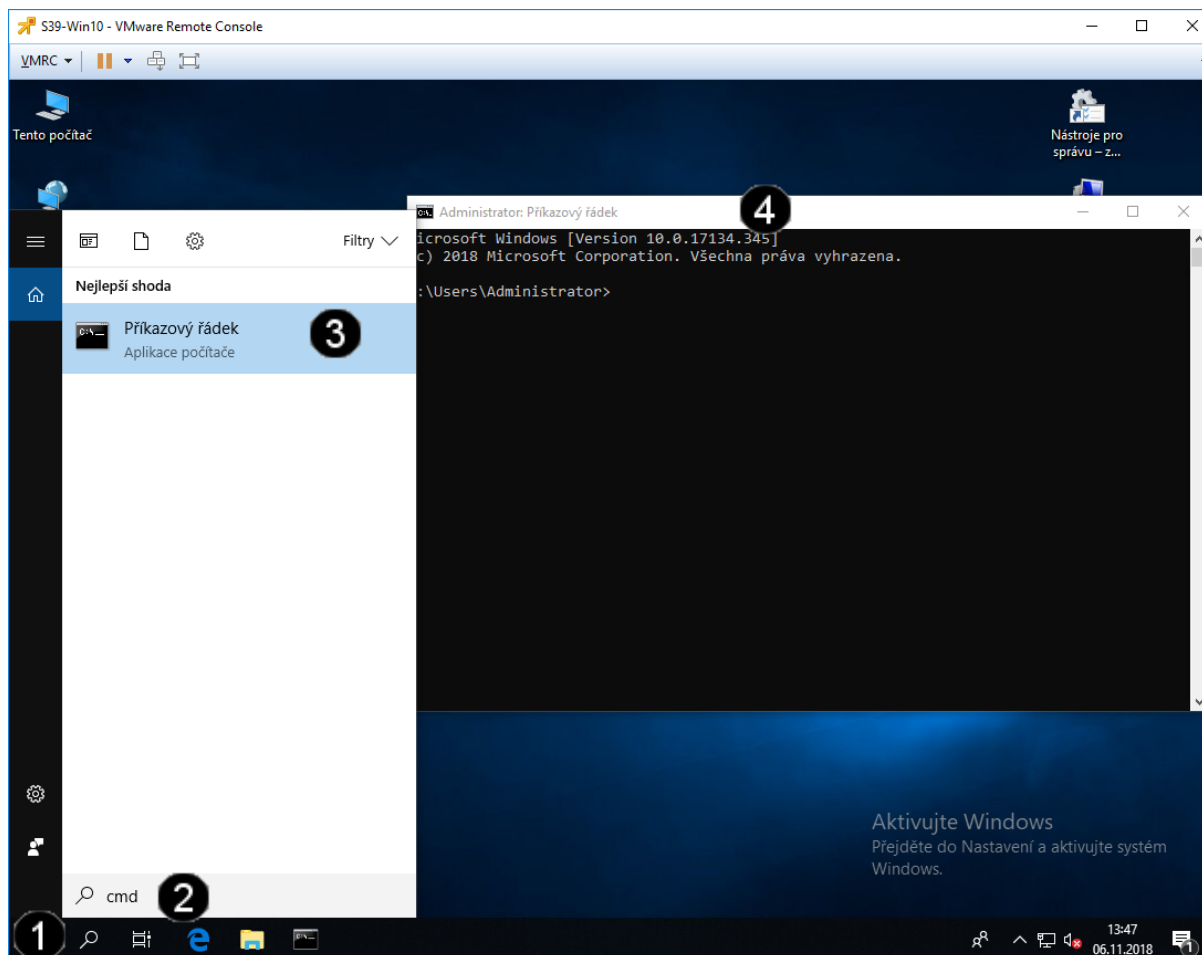 S39-Win10 - VMware Remote Console
VMRC
Tento počítač
Nástroje pro
správu – z...
Administrator: Příkazový řádek
4
Filtry
icrosoft Windows [Version 10.0.17134.345]
c) 2018 Microsoft Corporation. Všechna práva vyhrazena.
:\Users\Administrator>
Nejlepší shoda
Příkazový řádek
Aplikace počítače
3
Aktivujte Windows
Přejděte do Nastavení a aktivujte systém
Windows.
cmd
2
1
13:47
06.11.2018
1